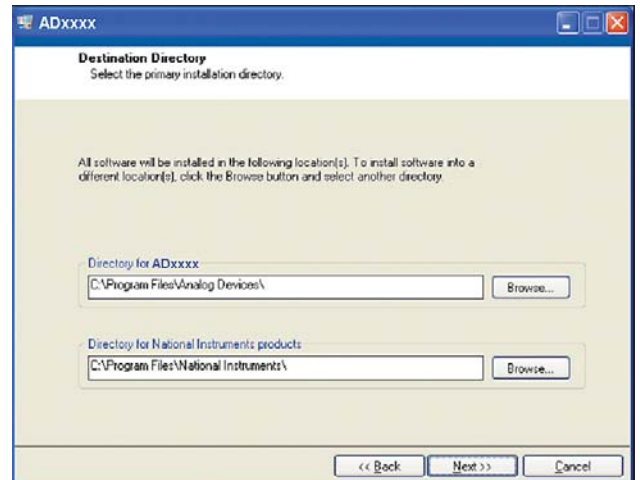 ADxxxx
Destination Directory
Select the primary installation directory.
All software will be installed in the following location(s). To install software into a
different location(s), click the Browse button and select another directory.
Directory for ADxxxx
C:\Program Files\Analog Devices\
Browse...
Directory for National Instruments products
C:\Program Files\National Instruments\
Browse...
<< Back
Next >>
Cancel